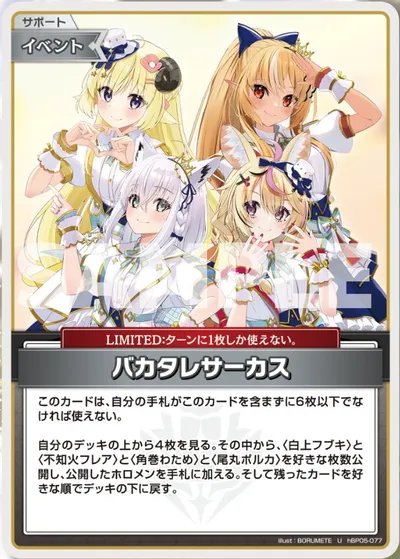 サポート
イベント
SAMPLE
LIMITED:ターンに1枚しか使えない。
バカタレサーカス
このカードは、自分の手札がこのカードを含まずに6枚以下でな
ければ使えない。
自分のデッキの上から4枚を見る。その中から、〈白上フブキ〉と
〈不知火フレア〉と〈角巻わため〉と〈尾丸ポルカ〉を好きな枚数公
開し、公開したホロメンを手札に加える。そして残ったカードを好
きな順でデッキの下に戻す。
illust : BORUMETE U hBP05-077